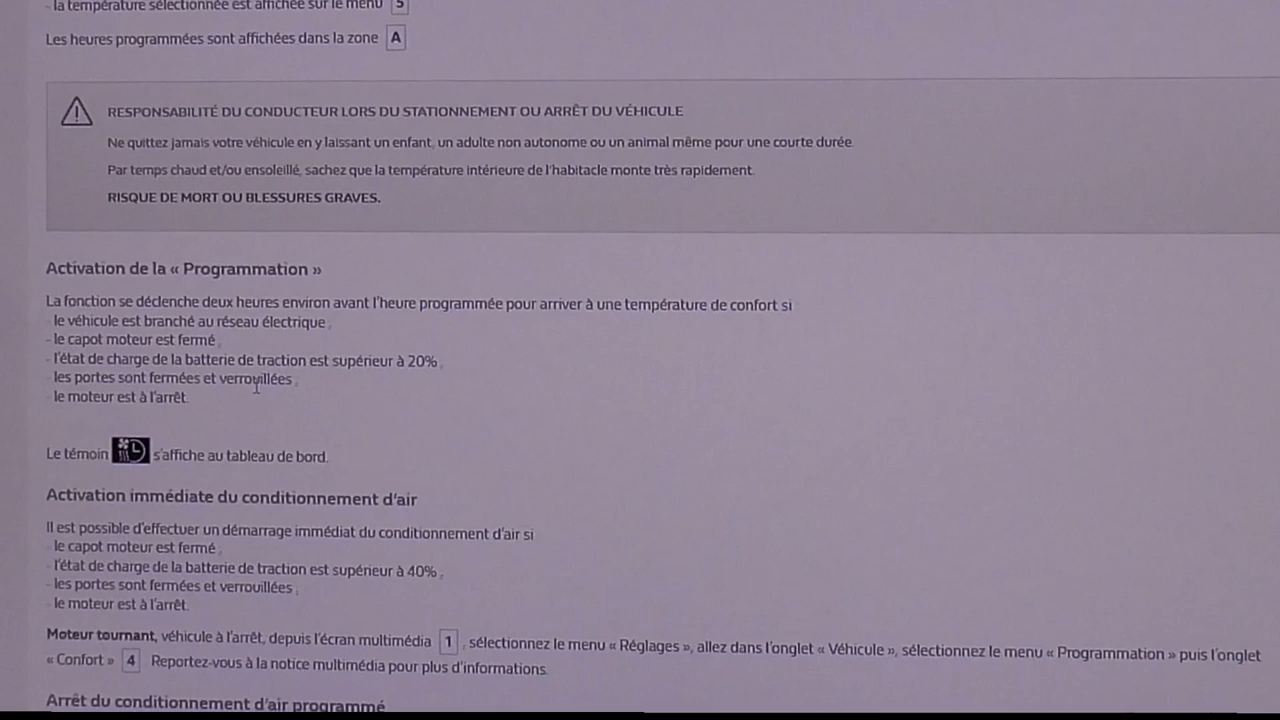 - la température sélectionnée est affichée sur le menu 5
Les heures programmées sont affichées dans la zone A
RESPONSABILITÉ DU CONDUCTEUR LORS DU STATIONNEMENT OU ARRÊT DU VÉHICULE
Ne quittez jamais votre véhicule en y laissant un enfant, un adulte non autonome ou un animal même pour une courte durée.
Par temps chaud et/ou ensoleillé, sachez que la température intérieure de l'habitacle monte très rapidement.
RISQUE DE MORT OU BLESSURES GRAVES.
Activation de la « Programmation »
La fonction se déclenche deux heures environ avant l'heure programmée pour arriver à une température de confort si
- le véhicule est branché au réseau électrique ;
- le capot moteur est fermé ;
- l'état de charge de la batterie de traction est supérieur à 20% ;
- les portes sont fermées et verrouillées ;
- le moteur est à l'arrêt.
Le témoin s'affiche au tableau de bord.
Activation immédiate du conditionnement d'air
Il est possible d'effectuer un démarrage immédiat du conditionnement d'air si
- le capot moteur est fermé ;
- l'état de charge de la batterie de traction est supérieur à 40% ;
- les portes sont fermées et verrouillées ;
- le moteur est à l'arrêt.
Moteur tournant, véhicule à l'arrêt, depuis l'écran multimédia 1 , sélectionnez le menu « Réglages », allez dans l'onglet « Véhicule », sélectionnez le menu « Programmation » puis l'onglet
« Confort » 4 Reportez-vous à la notice multimédia pour plus d'informations.
Arrêt du conditionnement d'air programmé